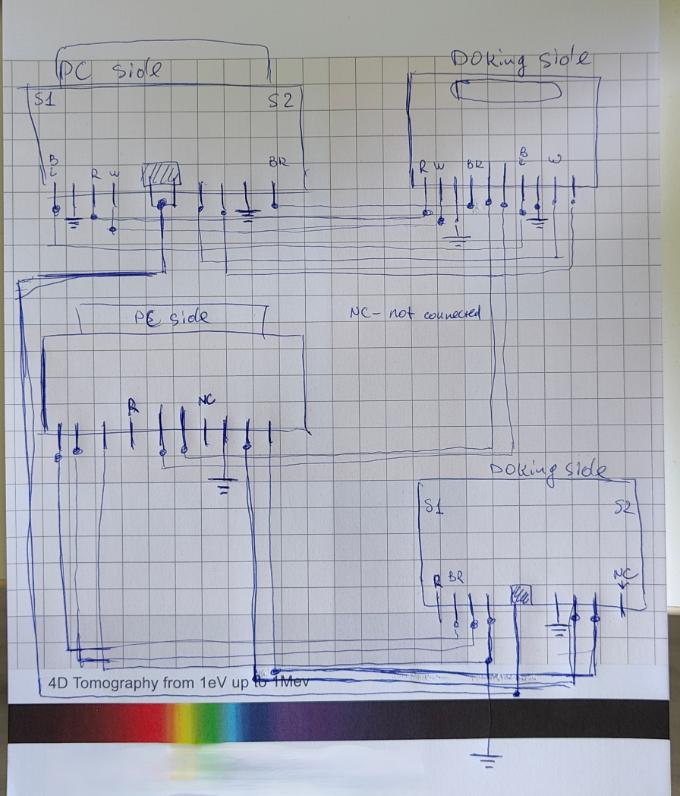 PC side
DOKing side
S1
S2
B
L
R
W
BR
R
W
BR
B
L
W
PC side
NC - not connected
R
NC
DOKing side
S1
S2
R
BR
NC
4D Tomography from 1eV up to 1Mev